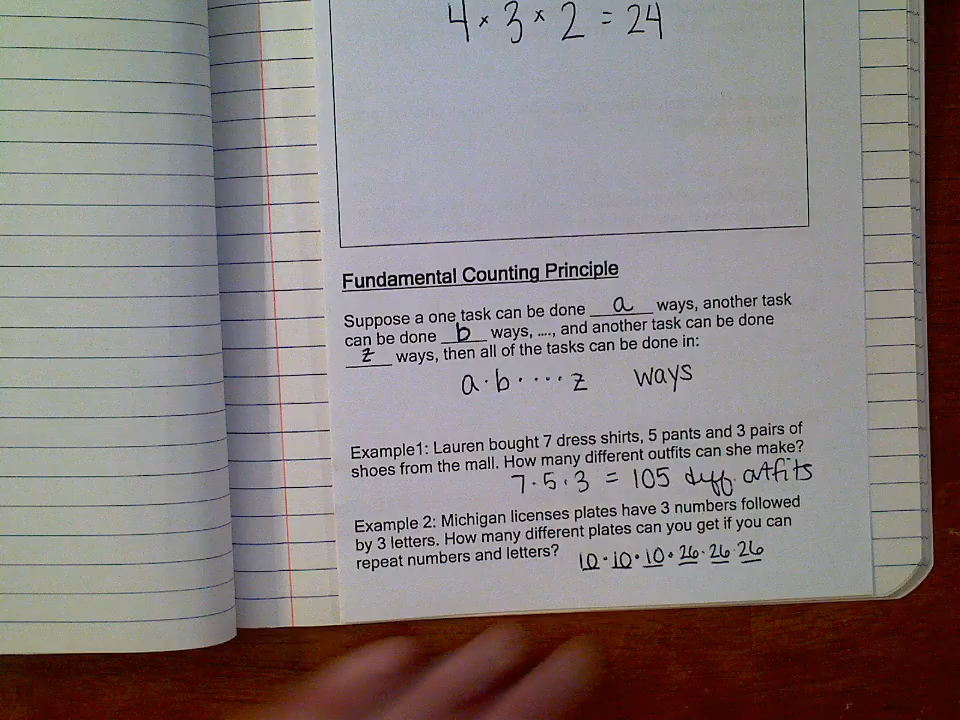 4 × 3 × 2 = 24
Fundamental Counting Principle
Suppose a one task can be done a ways, another task
can be done b ways, ...., and another task can be done
z ways, then all of the tasks can be done in:
a · b · · · · z ways
Example1: Lauren bought 7 dress shirts, 5 pants and 3 pairs of
shoes from the mall. How many different outfits can she make?
7 · 5 · 3 = 105 diff. outfits
Example 2: Michigan licenses plates have 3 numbers followed
by 3 letters. How many different plates can you get if you can
repeat numbers and letters? 10 · 10 · 10 · 26 · 26 · 26